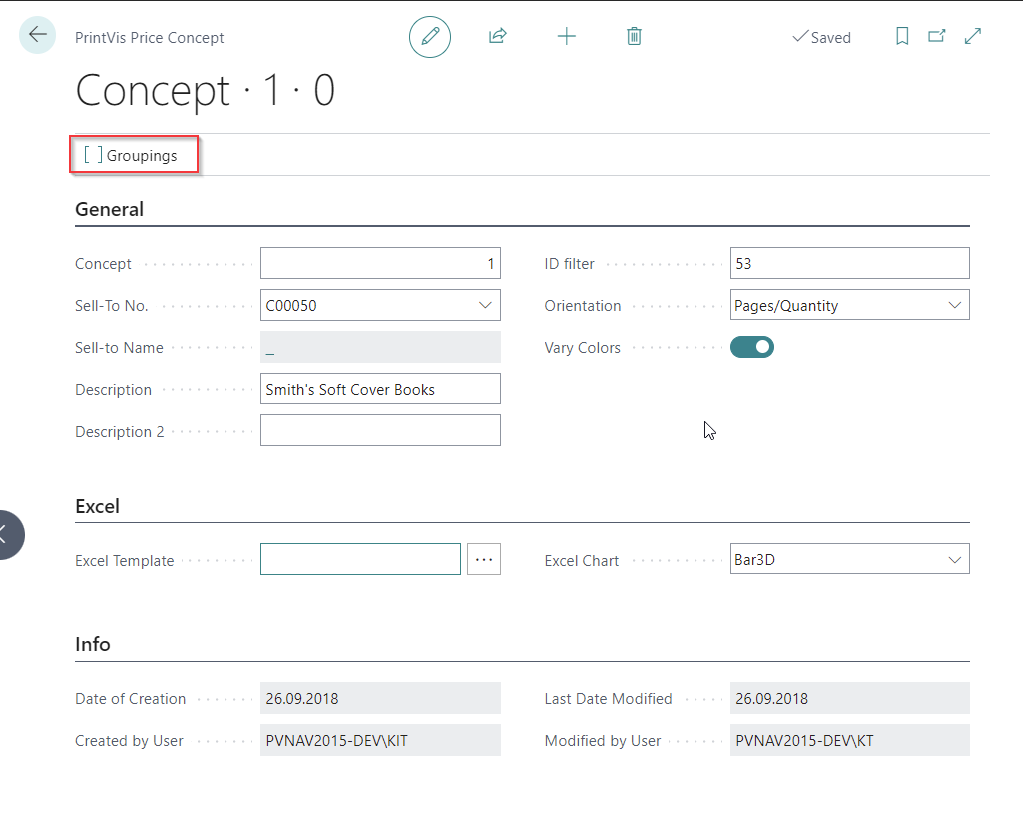 PrintVis Price Concept
Saved
Concept · 1 · 0
[ ] Groupings
General
Concept 1
ID filter 53
Sell-To No. C00050
Orientation Pages/Quantity
Sell-to Name _
Vary Colors
Description Smith's Soft Cover Books
Description 2
Excel
Excel Template ...
Excel Chart Bar3D
Info
Date of Creation 26.09.2018
Last Date Modified 26.09.2018
Created by User PVNAV2015-DEV\KIT
Modified by User PVNAV2015-DEV\KT